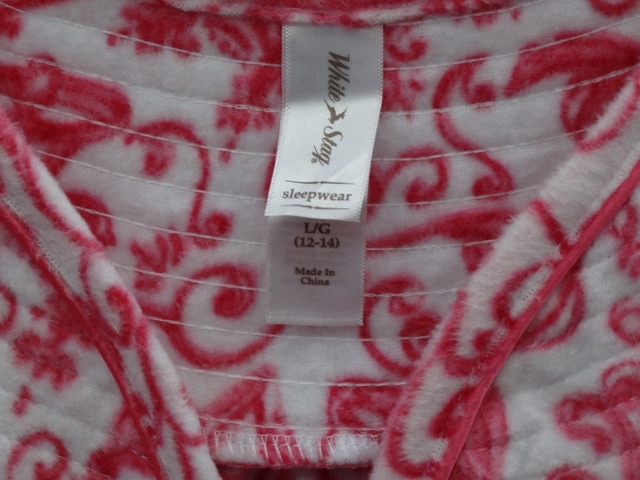 White Stag
sleepwear
L/G
(12-14)
Made In
China